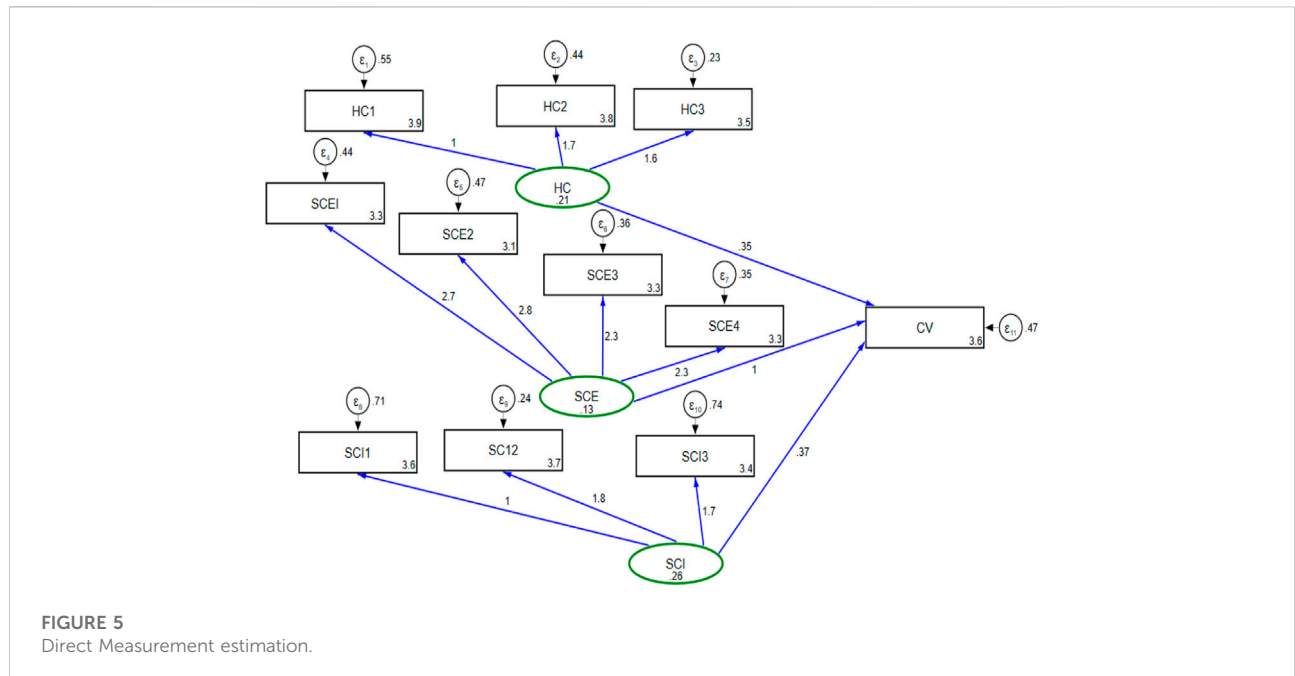 ε1 .55
ε2 .44
ε3 .23
HC1 3.9
HC2 3.8
HC3 3.5
1
1.7
1.6
ε4 .44
HC .21
SCEI 3.3
ε5 .47
SCE2 3.1
ε6 .36
SCE3 3.3
.35
ε7 .35
SCE4 3.3
CV 3.6
ε11 .47
2.7
2.8
2.3
2.3
1
SCE .13
ε8 .71
ε9 .24
ε10 .74
SCI1 3.6
SC12 3.7
SCI3 3.4
.37
1
1.8
1.7
SCI .26
FIGURE 5
Direct Measurement estimation.